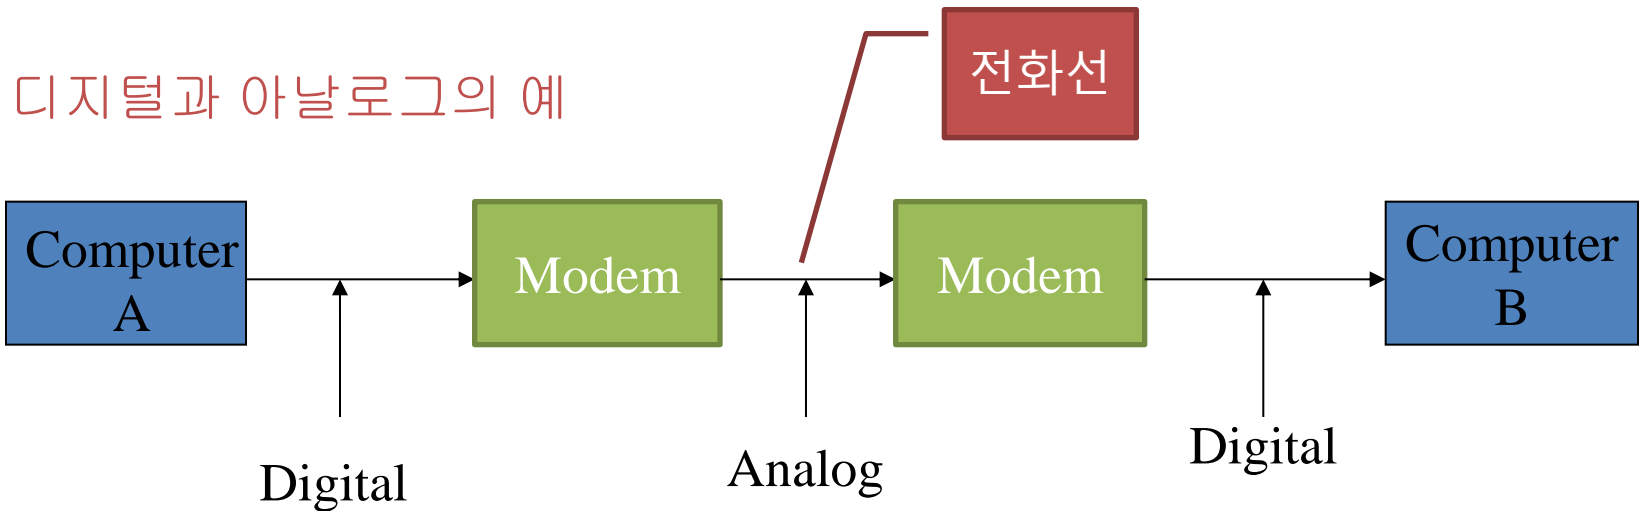 전화선
디지털과 아날로그의 예
Computer
A
Modem
Modem
Computer
B
Digital
Analog
Digital